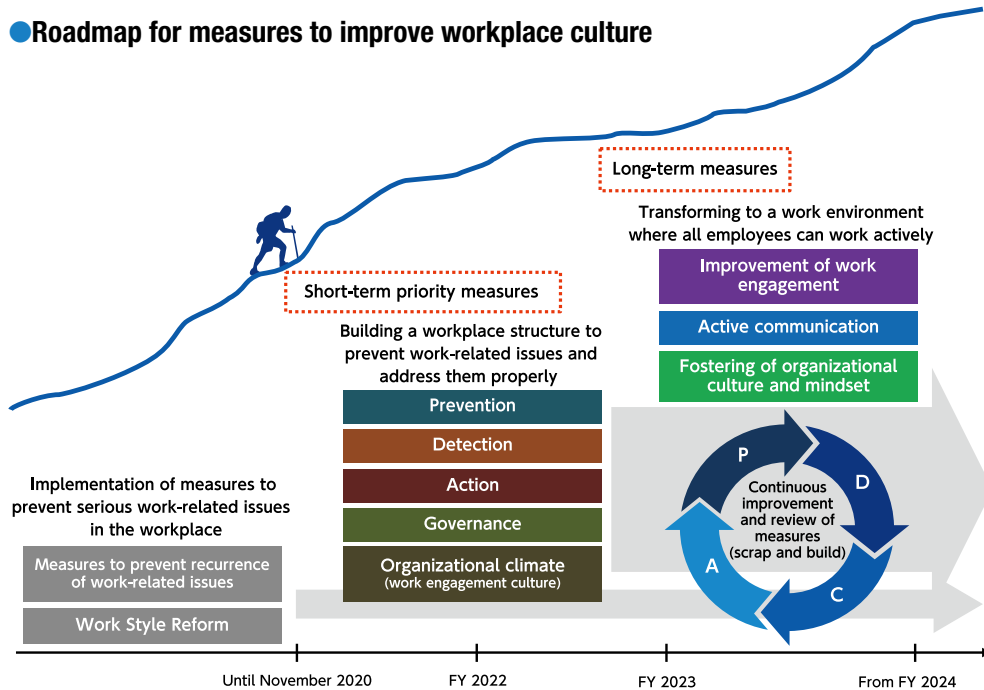 Roadmap for measures to improve workplace culture
Long-term measures
Transforming to a work environment
where all employees can work actively
Improvement of work
engagement
Active communication
Fostering of organizational
culture and mindset
Short-term priority measures
Building a workplace structure to
prevent work-related issues and
address them properly
Prevention
Detection
Action
Governance
Organizational climate
(work engagement culture)
Implementation of measures to
prevent serious work-related issues
in the workplace
Measures to prevent recurrence
of work-related issues
Work Style Reform
P
D
C
A
Continuous
improvement
and review of
measures
(scrap and build)
Until November 2020
FY 2022
FY 2023
From FY 2024